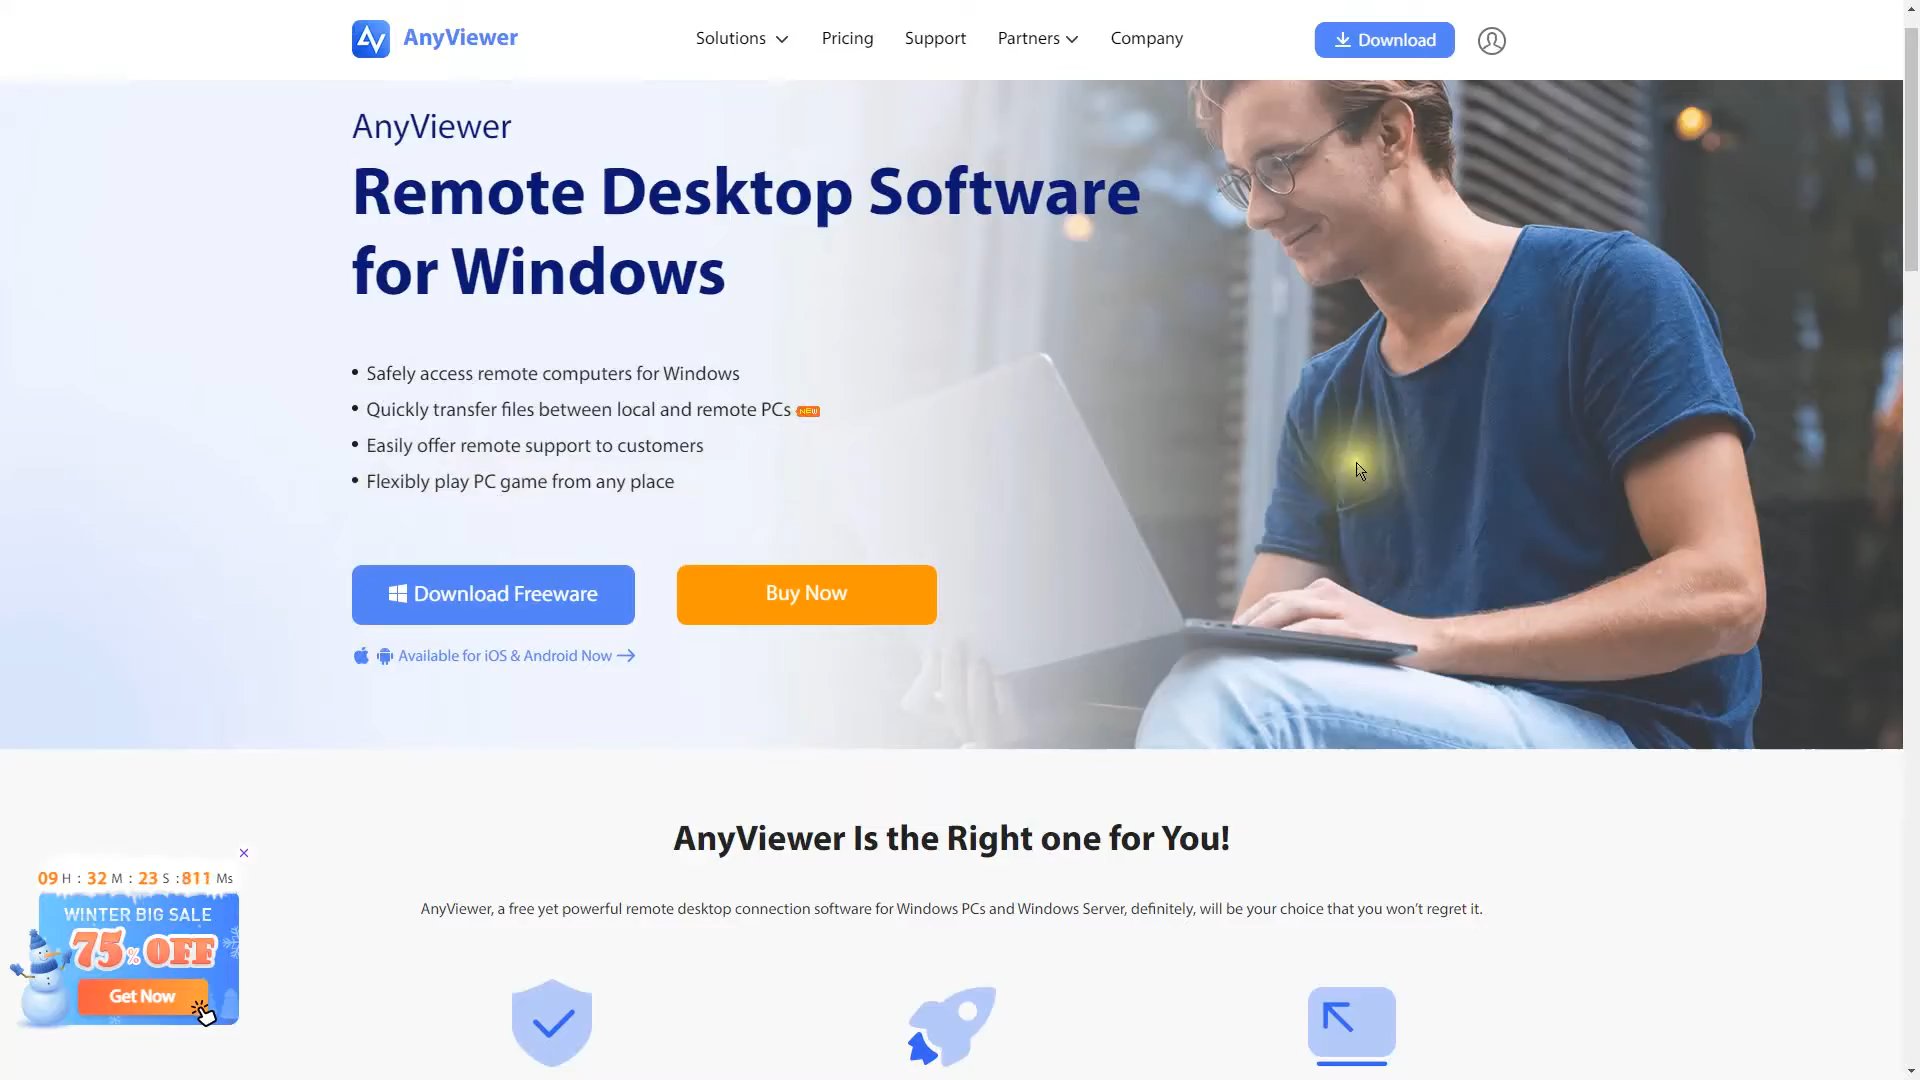 AnyViewer
Solutions
Pricing
Support
Partners
Company
Download
AnyViewer
Remote Desktop Software
for Windows
• Safely access remote computers for Windows
• Quickly transfer files between local and remote PCs NEW
• Easily offer remote support to customers
• Flexibly play PC game from any place
Download Freeware
Buy Now
Available for iOS & Android Now →
AnyViewer Is the Right one for You!
AnyViewer, a free yet powerful remote desktop connection software for Windows PCs and Windows Server, definitely, will be your choice that you won't regret it.
09 H : 32 M : 23 S : 811 Ms
WINTER BIG SALE
75% OFF
Get Now